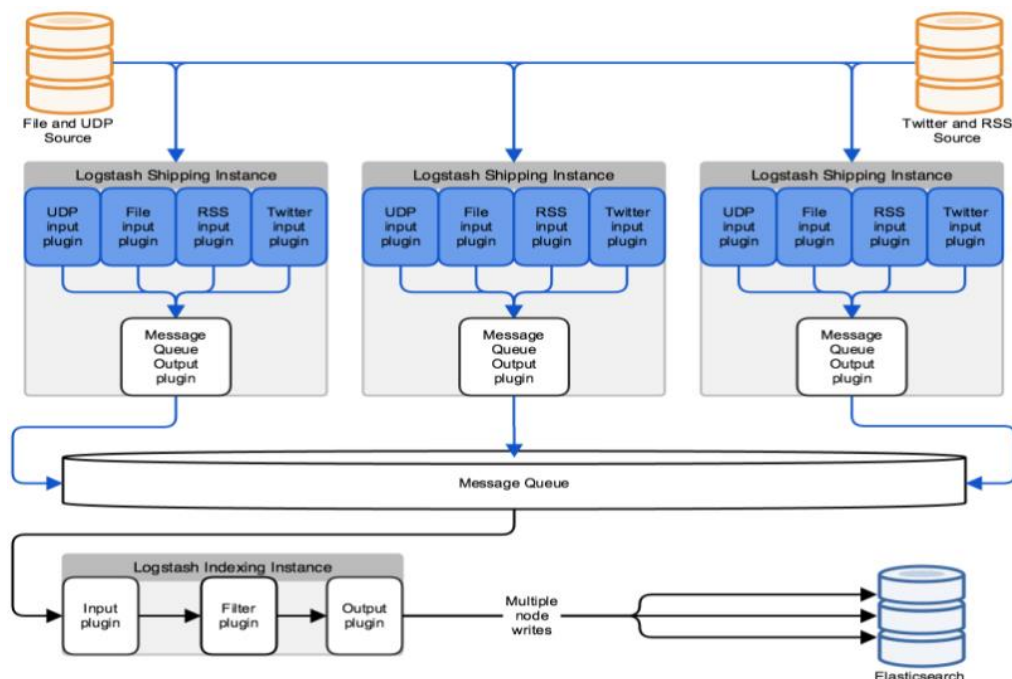 File and UDP
Source
Twitter and RSS
Source
Logstash Shipping Instance
UDP
input
plugin
File
input
plugin
RSS
input
plugin
Twitter
input
plugin
Message
Queue
Output
plugin
Logstash Shipping Instance
UDP
input
plugin
File
input
plugin
RSS
input
plugin
Twitter
input
plugin
Message
Queue
Output
plugin
Logstash Shipping Instance
UDP
input
plugin
File
input
plugin
RSS
input
plugin
Twitter
input
plugin
Message
Queue
Output
plugin
Message Queue
Logstash Indexing Instance
Input
plugin
Filter
plugin
Output
plugin
Multiple
node
writes
Elasticsearch